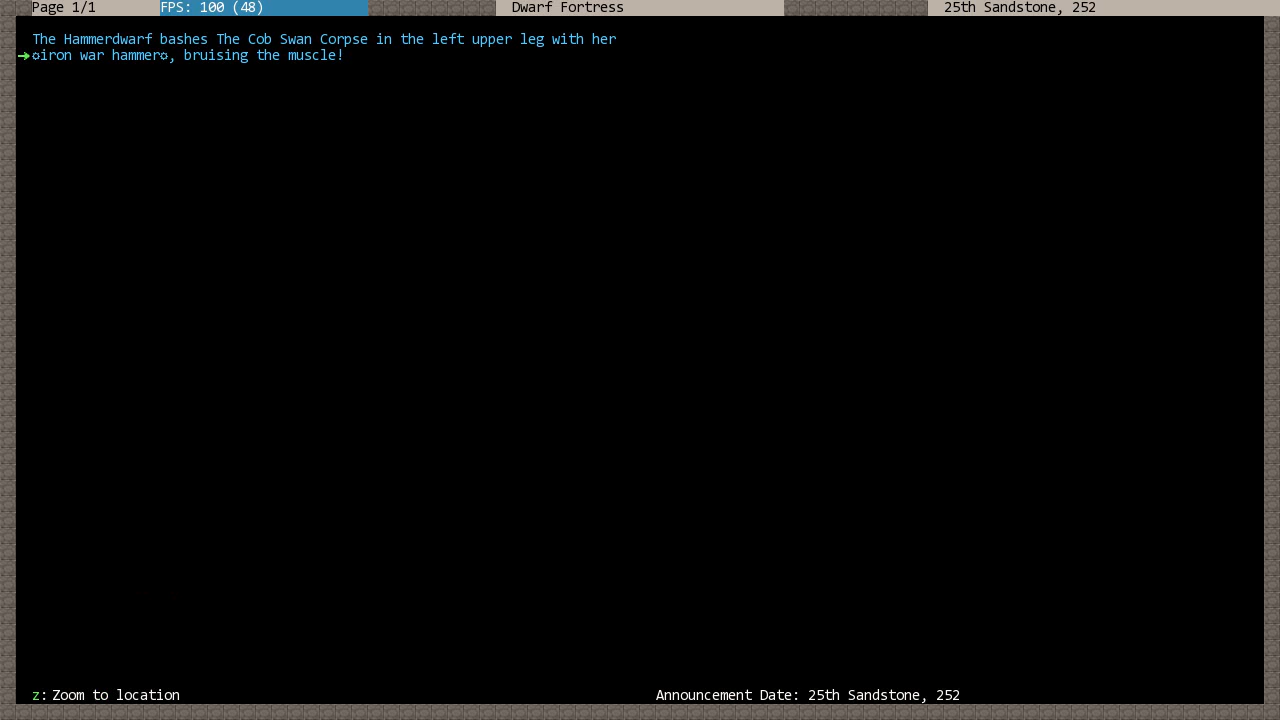 Page 1/1 FPS: 100 (48) Dwarf Fortress 25th Sandstone, 252
The Hammerdwarf bashes The Cob Swan Corpse in the left upper leg with her
☼iron war hammer☼, bruising the muscle!
z: Zoom to location Announcement Date: 25th Sandstone, 252